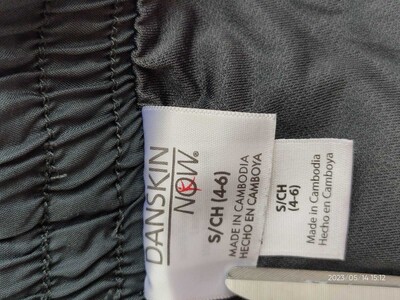 DANSKIN
NOW®
S/CH (4-6)
MADE IN CAMBODIA
HECHO EN CAMBOYA
S/CH
(4-6)
Made in Cambodia
Hecho en Camboya
2023/05/14 15:12